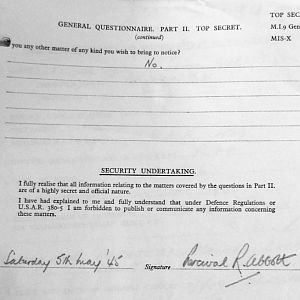 TOP SEC
GENERAL QUESTIONNAIRE. PART II. TOP SECRET.
M.I.9 Gen
(continued)
MIS-X
you any other matter of any kind you wish to bring to notice?
No.
SECURITY UNDERTAKING.
I fully realise that all information relating to the matters covered by the questions in Part II. are of a highly secret and official nature.
I have had explained to me and fully understand that under Defence Regulations or
U.S.A.R. 380-5 I am forbidden to publish or communicate any information concerning
these matters.
Saturday 5th May '45
Signature Percival R. Abbott